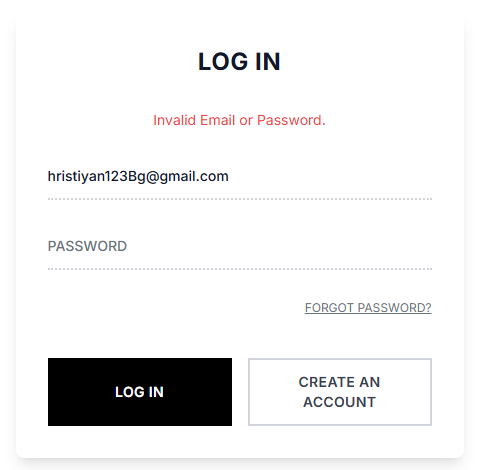 LOG IN
Invalid Email or Password.
hristiyan123Bg@gmail.com
PASSWORD
FORGOT PASSWORD?
LOG IN
CREATE AN
ACCOUNT